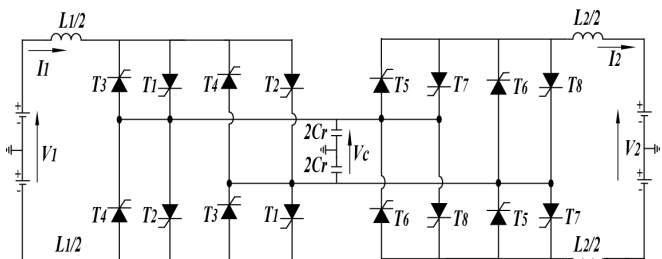 L1/2 L2/2
I1 I2
T3 T1 T4 T2 T5 T7 T6 T8
+ +
- -
2Cr
V1 Vc V2
2Cr
+ +
- -
T4 T2 T3 T1 T6 T8 T5 T7
L1/2 L2/2